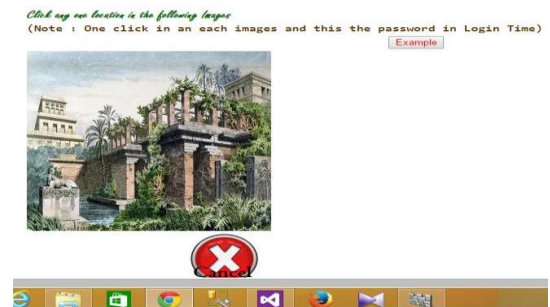 Click any one location in the following Images
(Note : One click in an each images and this the password in Login Time)
Example
Cancel